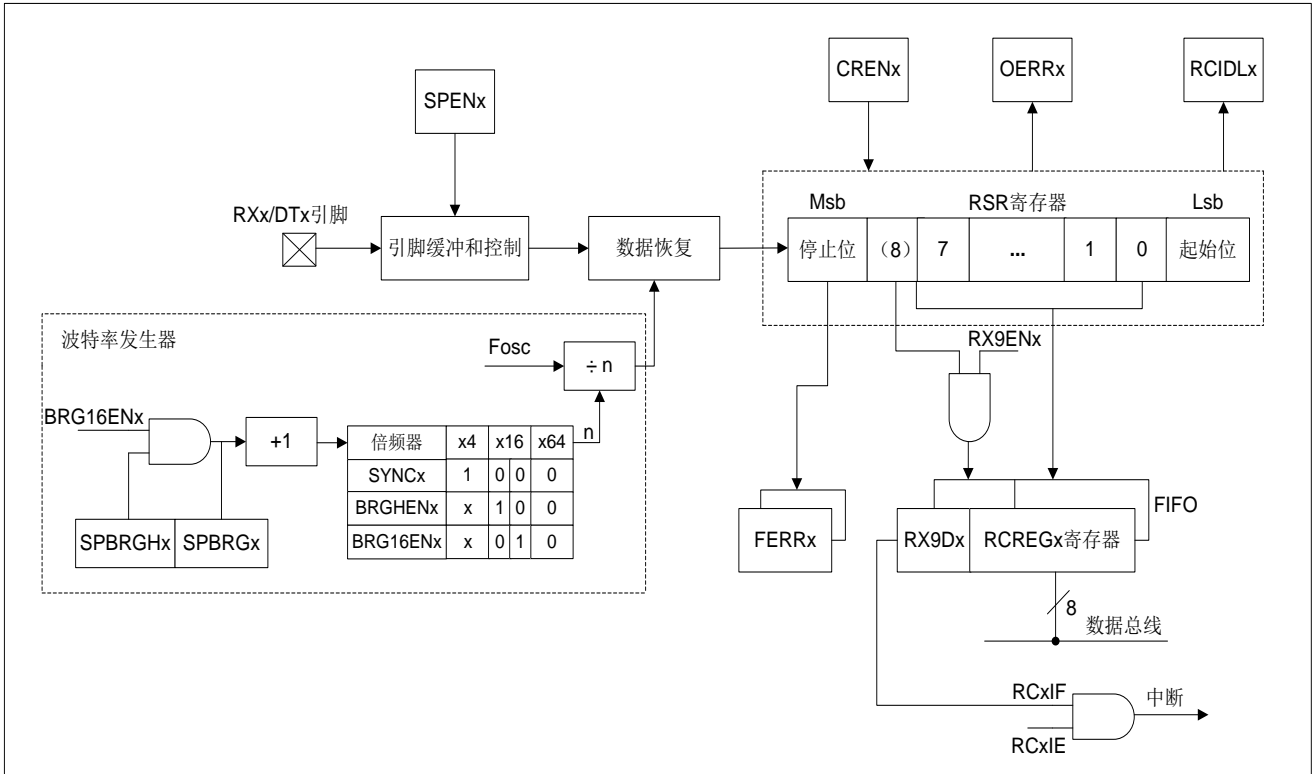 CRENx
OERRx
RCIDLx
SPENx
Msb
RSR寄存器
Lsb
RXx/DTx引脚
引脚缓冲和控制
数据恢复
停止位 (8) 7 ... 1 0 起始位
波特率发生器
Fosc
÷n
RX9ENx
BRG16ENx
+1
n
倍频器 x4 x16 x64
SYNCx 1 0 0 0
BRGHENx x 1 0 0
BRG16ENx x 0 1 0
SPBRGHx SPBRGx
FERRx
RX9Dx RCREGx寄存器
FIFO
8
数据总线
RCxIF
中断
RCxIE